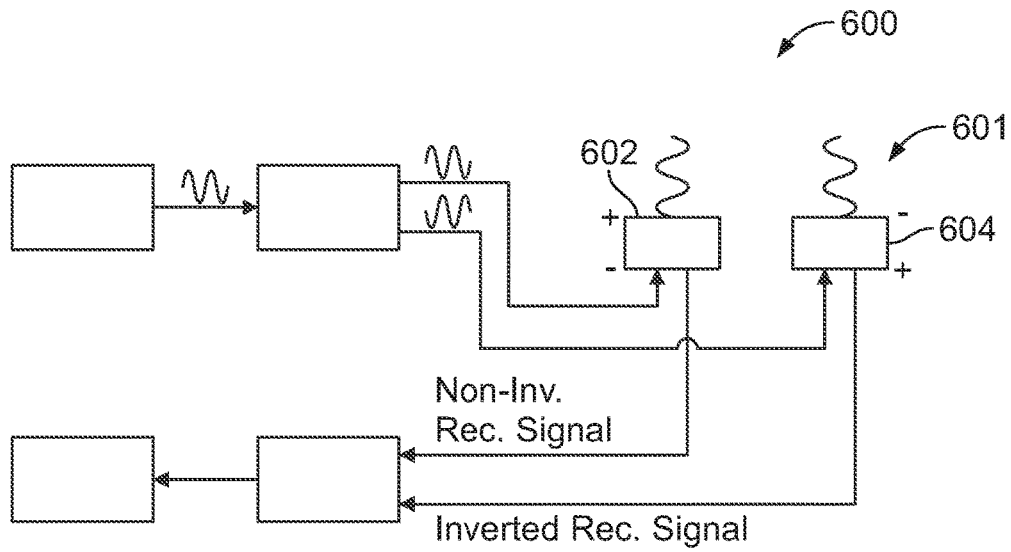 600
601
602
+
-
-
604
+
Non-Inv.
Rec. Signal
Inverted Rec. Signal